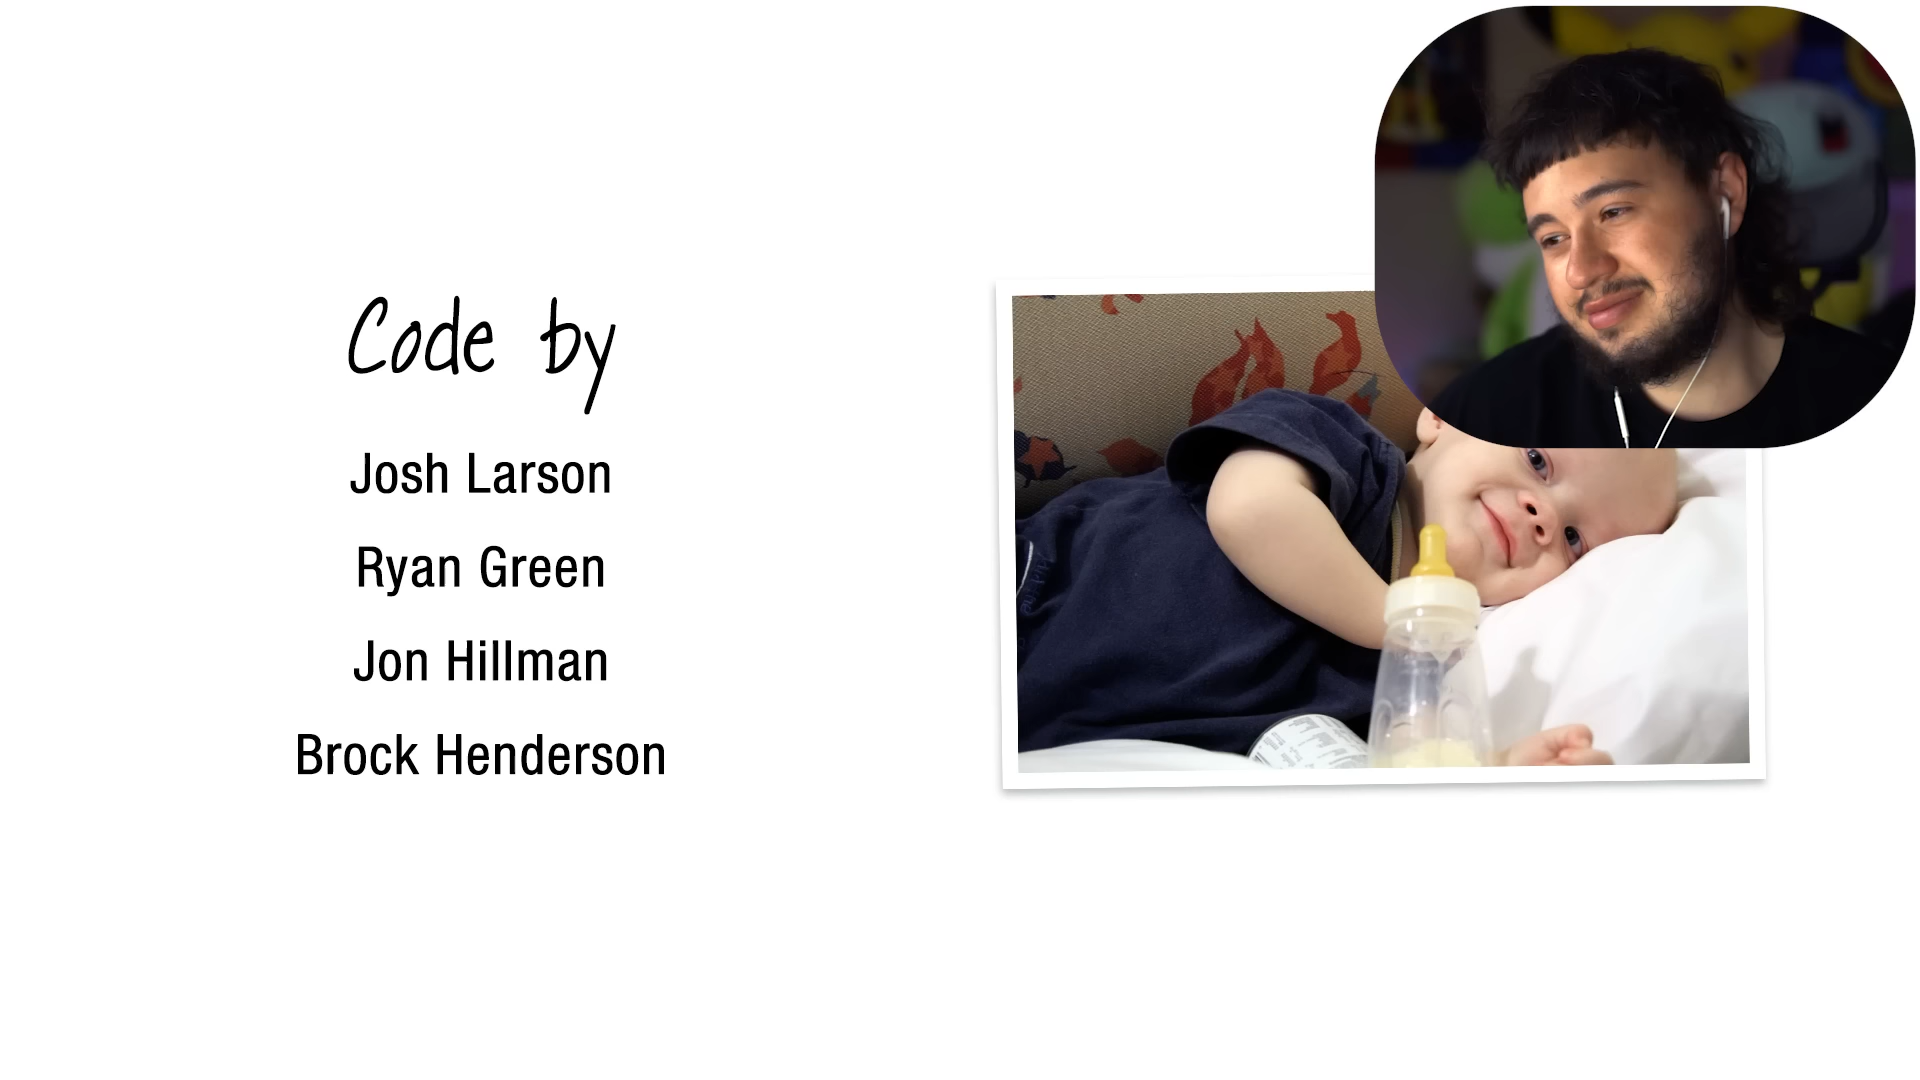 Code by
Josh Larson
Ryan Green
Jon Hillman
Brock Henderson